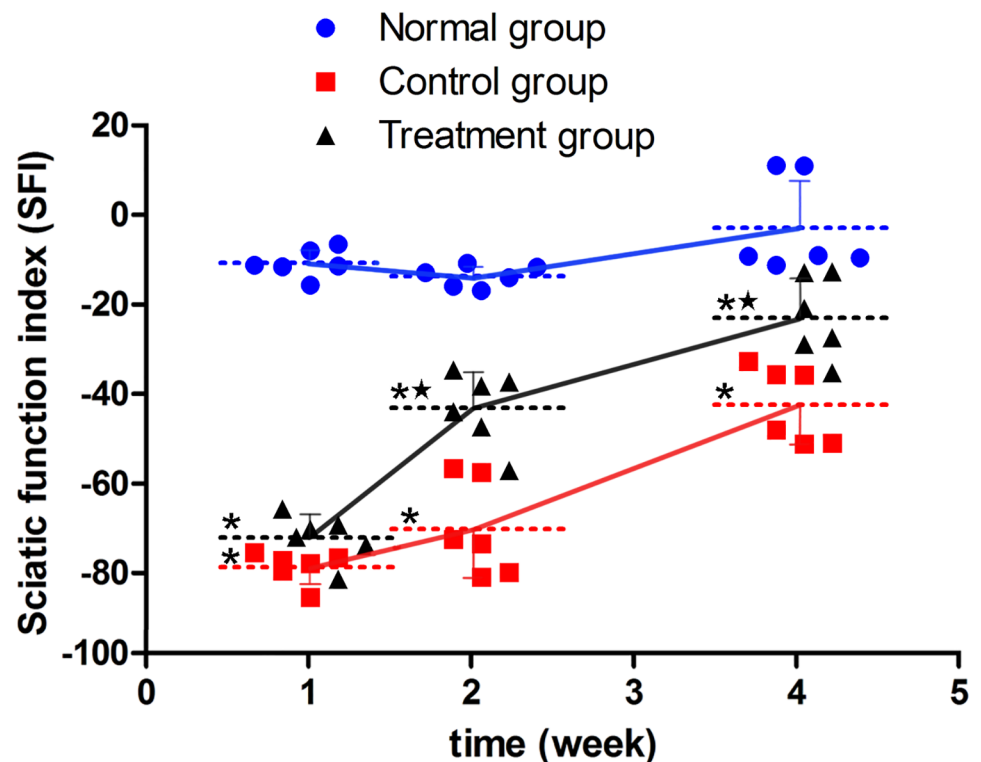 Normal group
Control group
Treatment group
Sciatic function index (SFI)
20
0
-20
-40
-60
-80
-100
*★
*★
*
*
*
*
0 1 2 3 4 5
time (week)